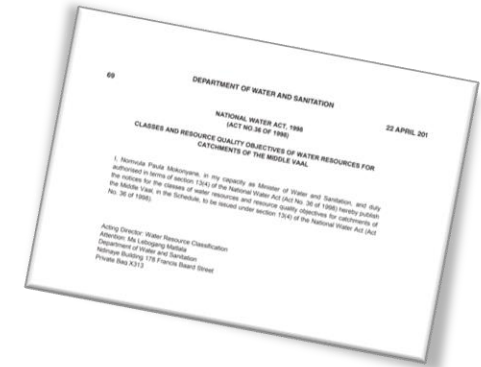 69
DEPARTMENT OF WATER AND SANITATION
22 APRIL 201
NATIONAL WATER ACT, 1998
(ACT NO.36 OF 1998)
CLASSES AND RESOURCE QUALITY OBJECTIVES OF WATER RESOURCES FOR
CATCHMENTS OF THE MIDDLE VAAL
I, Nomvula Paula Mokonyane, in my capacity as Minister of Water and Sanitation, and duly
authorised in terms of section 13(4) of the National Water Act (Act No. 36 of 1998) hereby publish
the notices for the classes of water resources and resource quality objectives for catchments of
the Middle Vaal, in the Schedule, to be issued under section 13(4) of the National Water Act (Act
No. 36 of 1998).
Acting Director: Water Resource Classification
Attention: Ms Lebogang Matlala
Department of Water and Sanitation
Ndinaye Building 178 Francis Baard Street
Private Bag X313